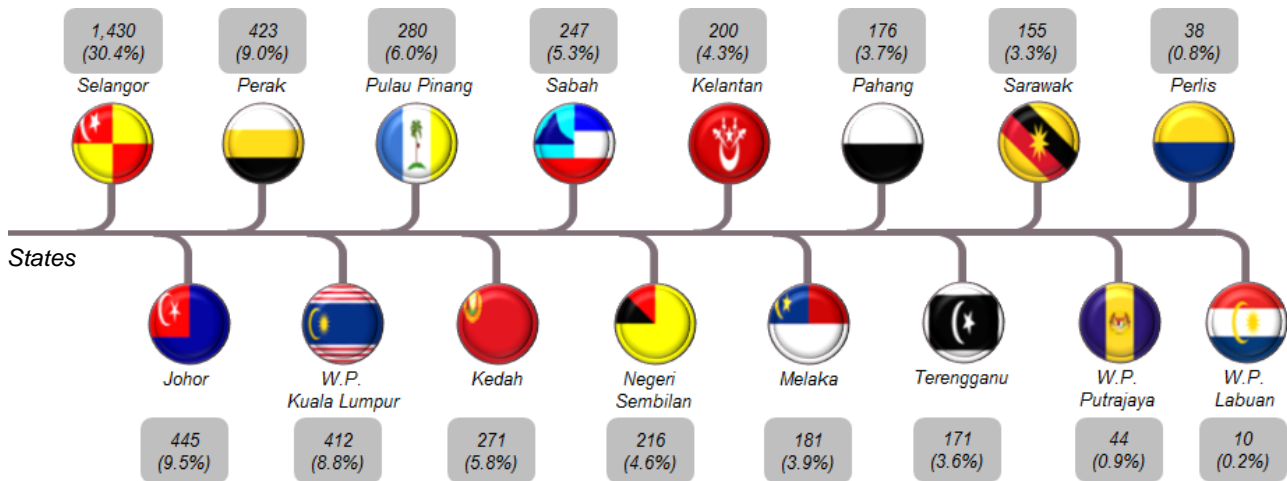 1,430
(30.4%)
Selangor
423
(9.0%)
Perak
280
(6.0%)
Pulau Pinang
247
(5.3%)
Sabah
200
(4.3%)
Kelantan
176
(3.7%)
Pahang
155
(3.3%)
Sarawak
38
(0.8%)
Perlis
States
Johor
445
(9.5%)
W.P.
Kuala Lumpur
412
(8.8%)
Kedah
271
(5.8%)
Negeri
Sembilan
216
(4.6%)
Melaka
181
(3.9%)
Terengganu
171
(3.6%)
W.P.
Putrajaya
44
(0.9%)
W.P.
Labuan
10
(0.2%)